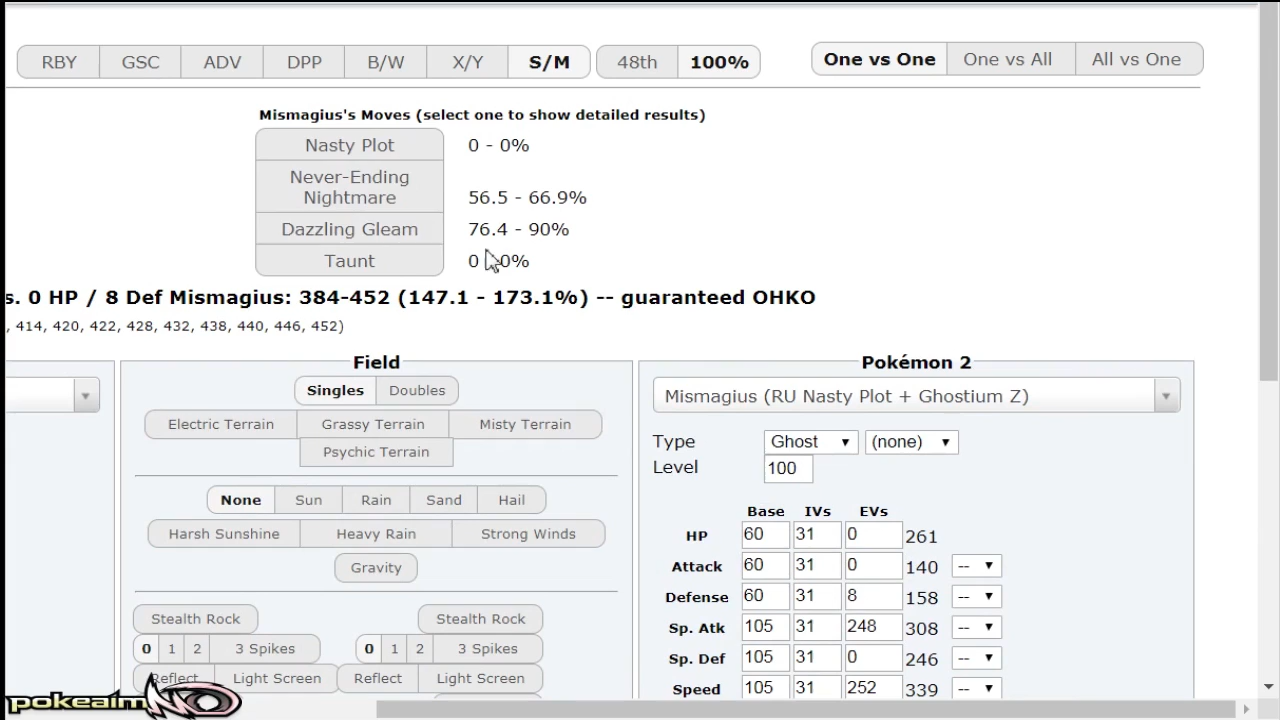 RBY GSC ADV DPP B/W X/Y S/M 48th 100% One vs One One vs All All vs One
Mismagius's Moves (select one to show detailed results)
Nasty Plot 0 - 0%
Never-Ending
Nightmare 56.5 - 66.9%
Dazzling Gleam 76.4 - 90%
Taunt 0 - 0%
s. 0 HP / 8 Def Mismagius: 384-452 (147.1 - 173.1%) -- guaranteed OHKO
, 414, 420, 422, 428, 432, 438, 440, 446, 452)
Field
Singles Doubles
Electric Terrain Grassy Terrain Misty Terrain
Psychic Terrain
None Sun Rain Sand Hail
Harsh Sunshine Heavy Rain Strong Winds
Gravity
Stealth Rock Stealth Rock
0 1 2 3 Spikes 0 1 2 3 Spikes
Reflect Light Screen Reflect Light Screen
Pokémon 2
Mismagius (RU Nasty Plot + Ghostium Z)
Type Ghost (none)
Level 100
Base IVs EVs
HP 60 31 0 261
Attack 60 31 0 140 --
Defense 60 31 8 158 --
Sp. Atk 105 31 248 308 --
Sp. Def 105 31 0 246 --
Speed 105 31 252 339 --
pokeaimMD